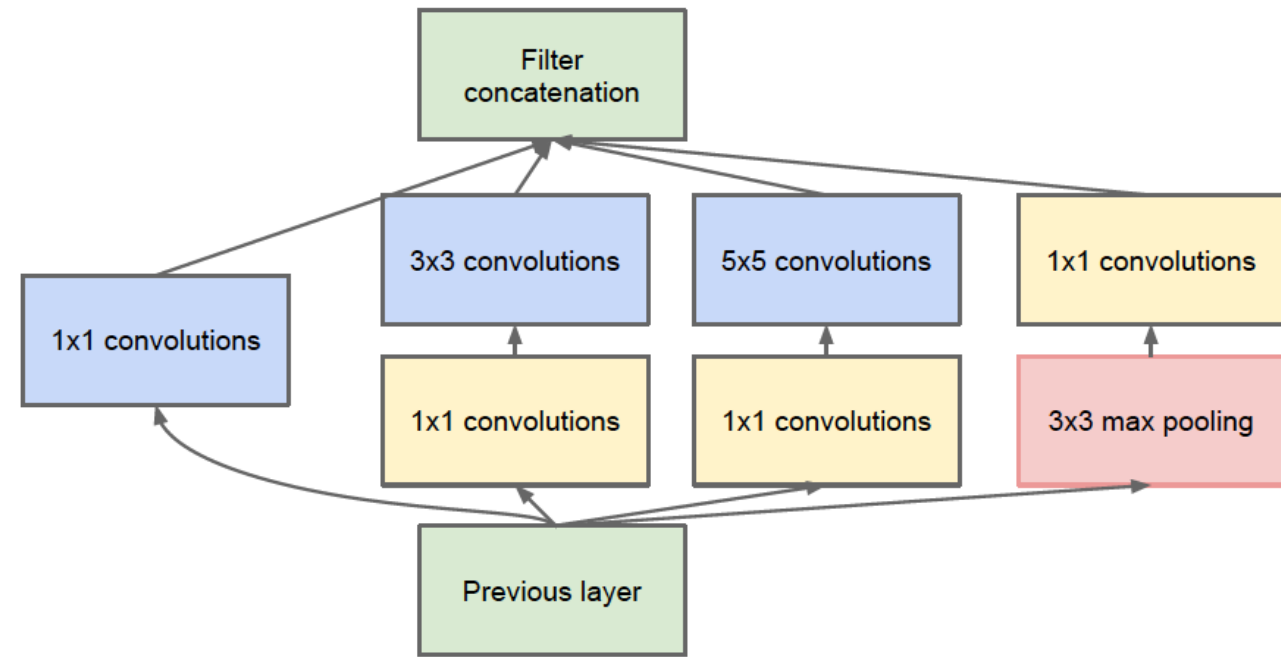 Filter
concatenation
3x3 convolutions
5x5 convolutions
1x1 convolutions
1x1 convolutions
1x1 convolutions
1x1 convolutions
3x3 max pooling
Previous layer